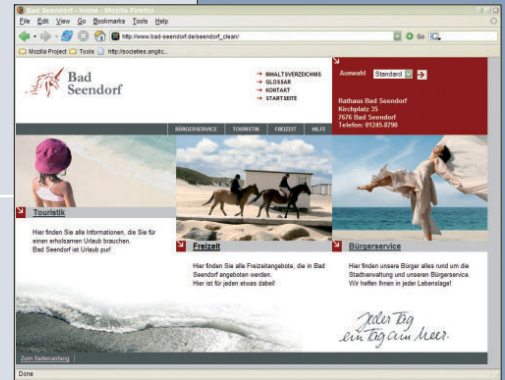 Bad Seendorf - Home - Mozilla Firefox
File Edit View Go Bookmarks Tools Help
http://www.bad-seendorf.de/seendorf_clean/
Go
Mozilla Project Tools http://societies.anglic...
Bad
Seendorf
INHALTSVERZEICHNIS
GLOSSAR
KONTAKT
STARTSEITE
Auswahl Standard
Rathaus Bad Seendorf
Kirchplatz 35
7676 Bad Seendorf
Telefon: 01245-8790
BÜRGERSERVICE TOURISTIK FREIZEIT HILFE
Touristik
Hier finden Sie alle Informationen, die Sie für
einen erholsamen Urlaub brauchen.
Bad Seendorf ist Urlaub pur!
Freizeit
Hier finden Sie alle Freizeitangebote, die in Bad
Seendorf angeboten werden.
Hier ist für jeden etwas dabei!
Bürgerservice
Hier finden unsere Bürger alles rund um die
Stadtverwaltung und unseren Bürgerservice.
Wir helfen Ihnen in jeder Lebenslage!
Jeder Tag
ein Tag am Meer.
Zum Seitenanfang
Done